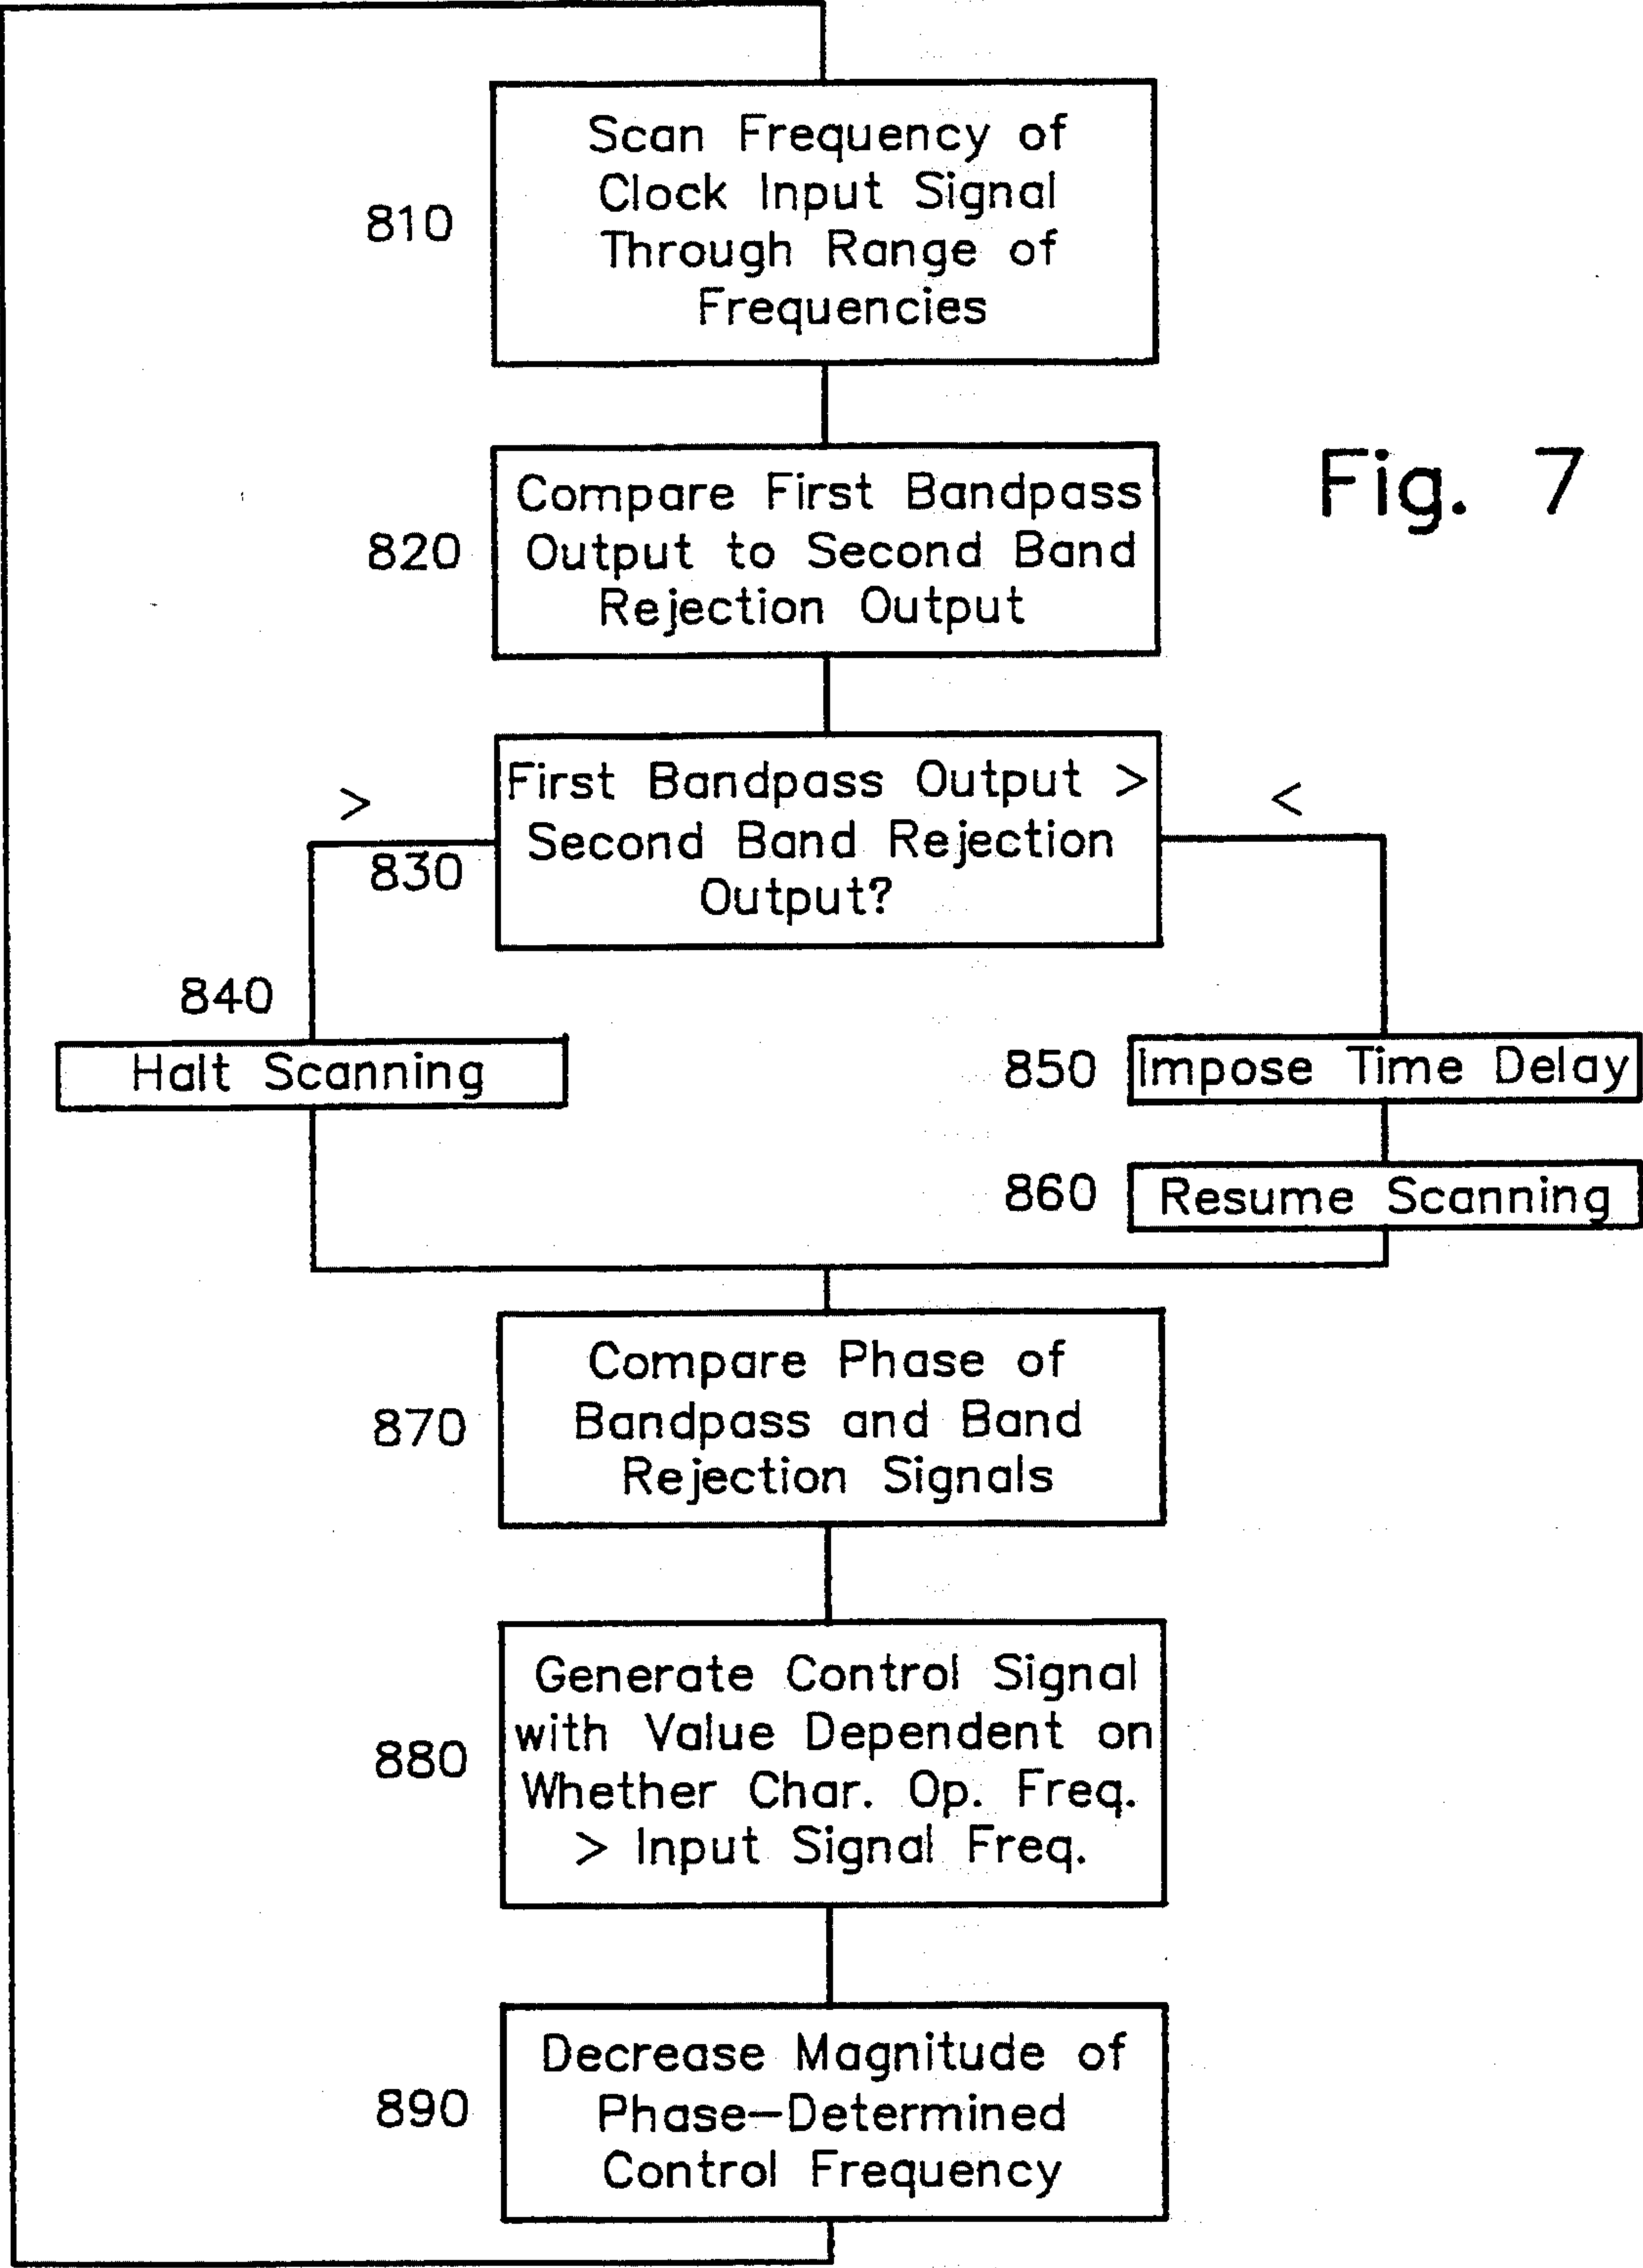 Scan Frequency of
Clock Input Signal
810
Through Range of
Frequencies
Fig. 7
Compare First Bandpass
820
Output to Second Band
Rejection Output
First Bandpass Output >
>
<
Second Band Rejection
830
Output?
840
Halt Scanning
850
Impose Time Delay
860
Resume Scanning
Compare Phase of
870
Bandpass and Band
Rejection Signals
Generate Control Signal
with Value Dependent on
880
Whether Char. Op. Freq.
> Input Signal Freq.
Decrease Magnitude of
890
Phase-Determined
Control Frequency